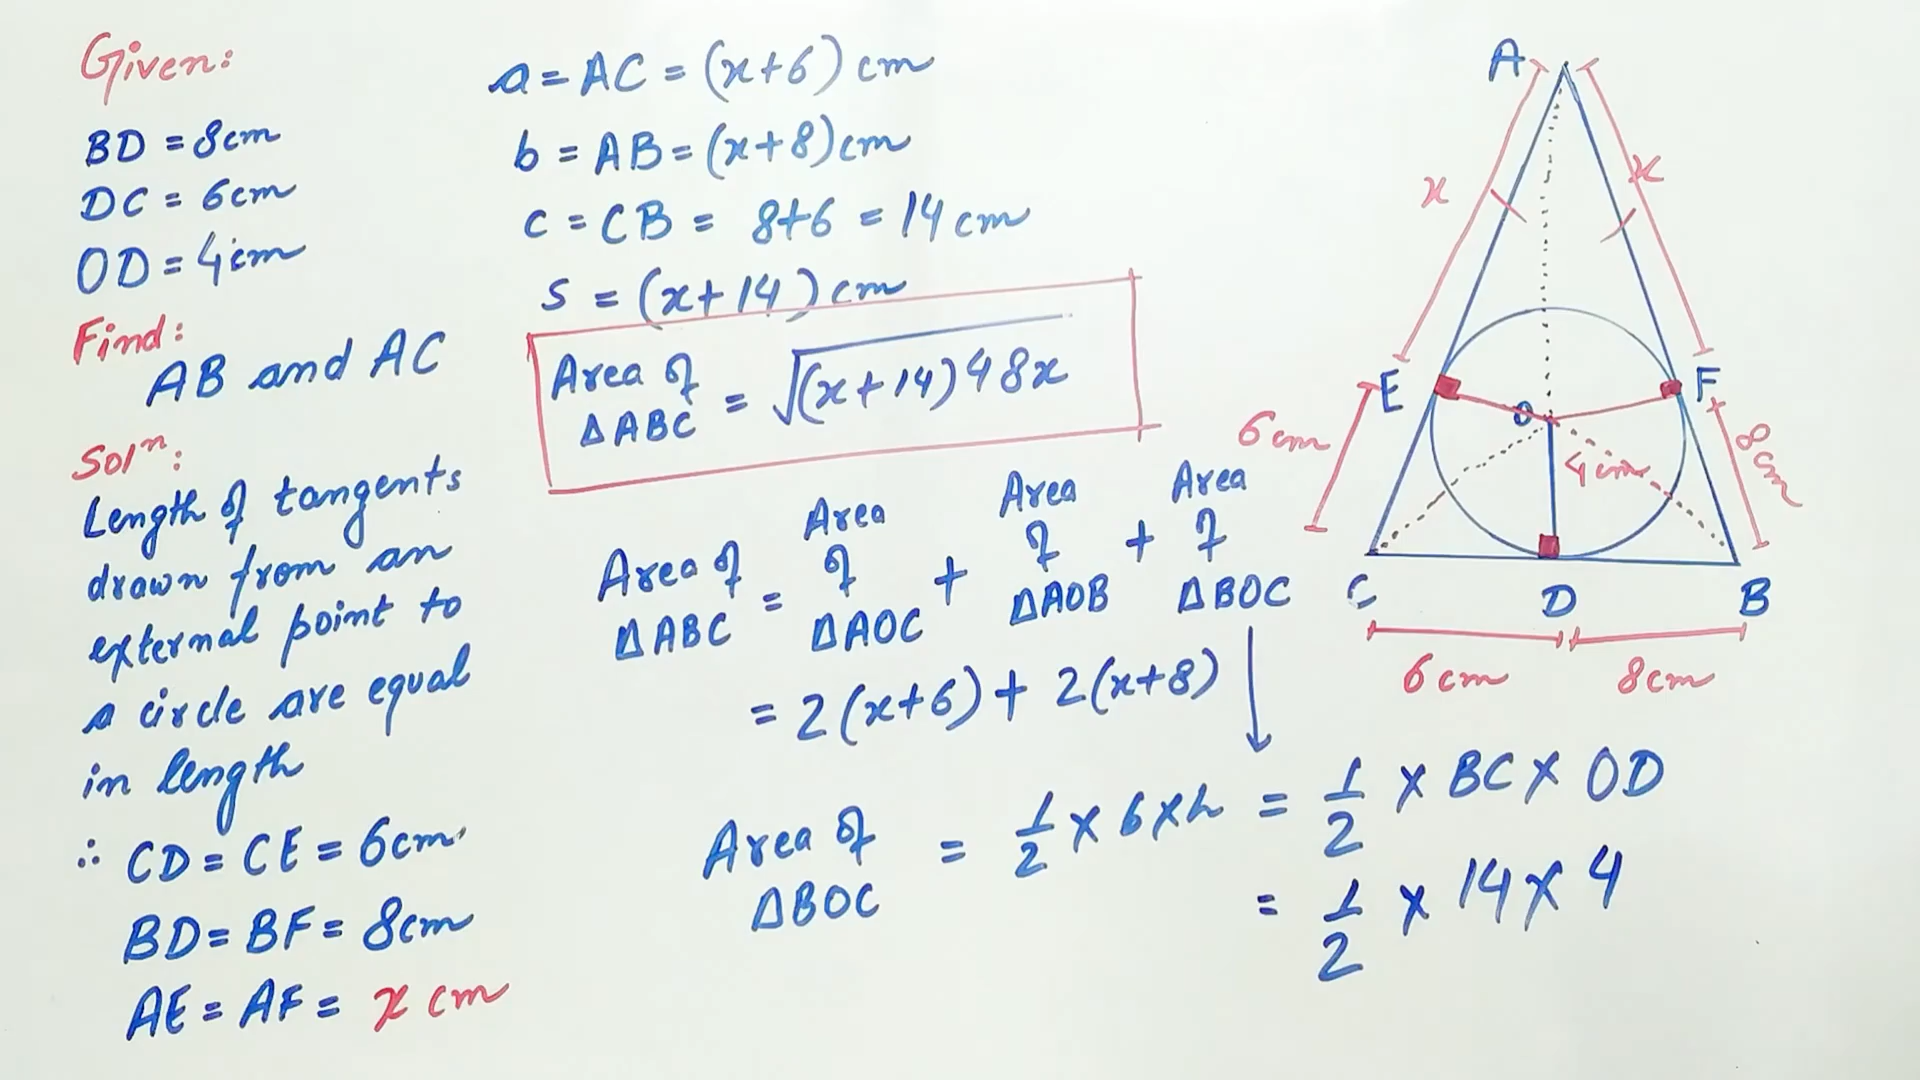 Given:
BD = 8cm
DC = 6cm
OD = 4cm
Find:
AB and AC
Solⁿ:
Length of tangents
drawn from an
external point to
a circle are equal
in length
∴ CD = CE = 6cm
BD = BF = 8cm
AE = AF = x cm
a = AC = (x+6) cm
b = AB = (x+8) cm
c = CB = 8+6 = 14 cm
s = (x+14) cm
Area of ΔABC = √(x+14)48x
Area of ΔABC = Area of ΔAOC + Area of ΔAOB + Area of ΔBOC
= 2(x+6) + 2(x+8)
Area of ΔBOC = 1/2 × b × h = 1/2 × BC × OD
= 1/2 × 14 × 4
A
x
x
E
F
O
6cm
4cm
8cm
C
D
B
6cm
8cm